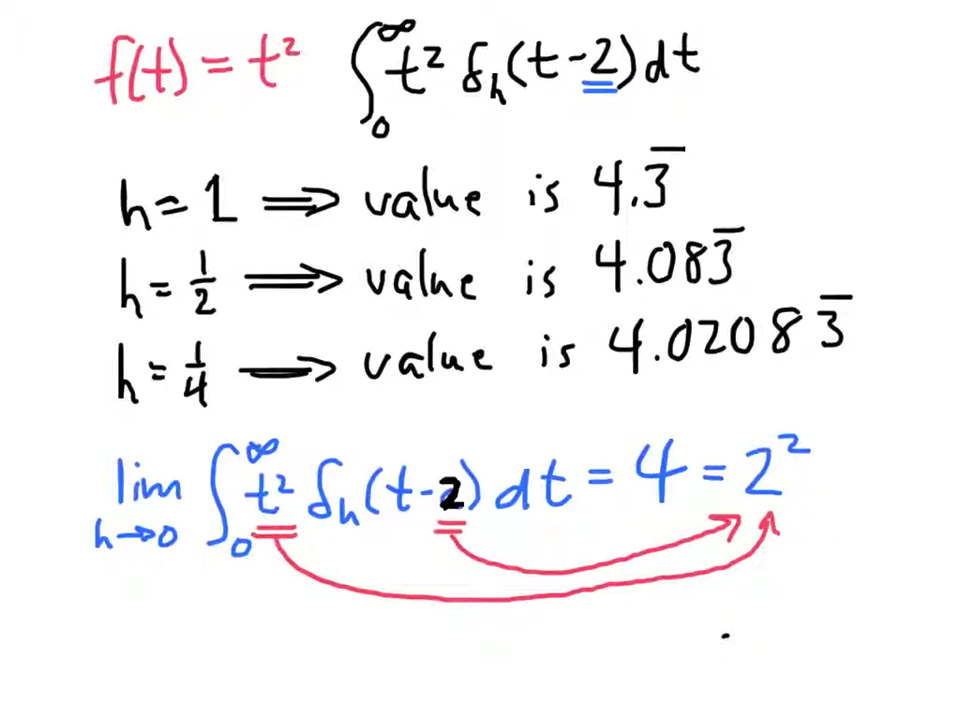 f(t) = t² ∫₀^∞ t² δₕ(t-2) dt
h = 1 ⟹ value is 4.3̅
h = 1/2 ⟹ value is 4.083̅
h = 1/4 ⟹ value is 4.02083̅
lim h→0 ∫₀^∞ t² δₕ(t-2) dt = 4 = 2²